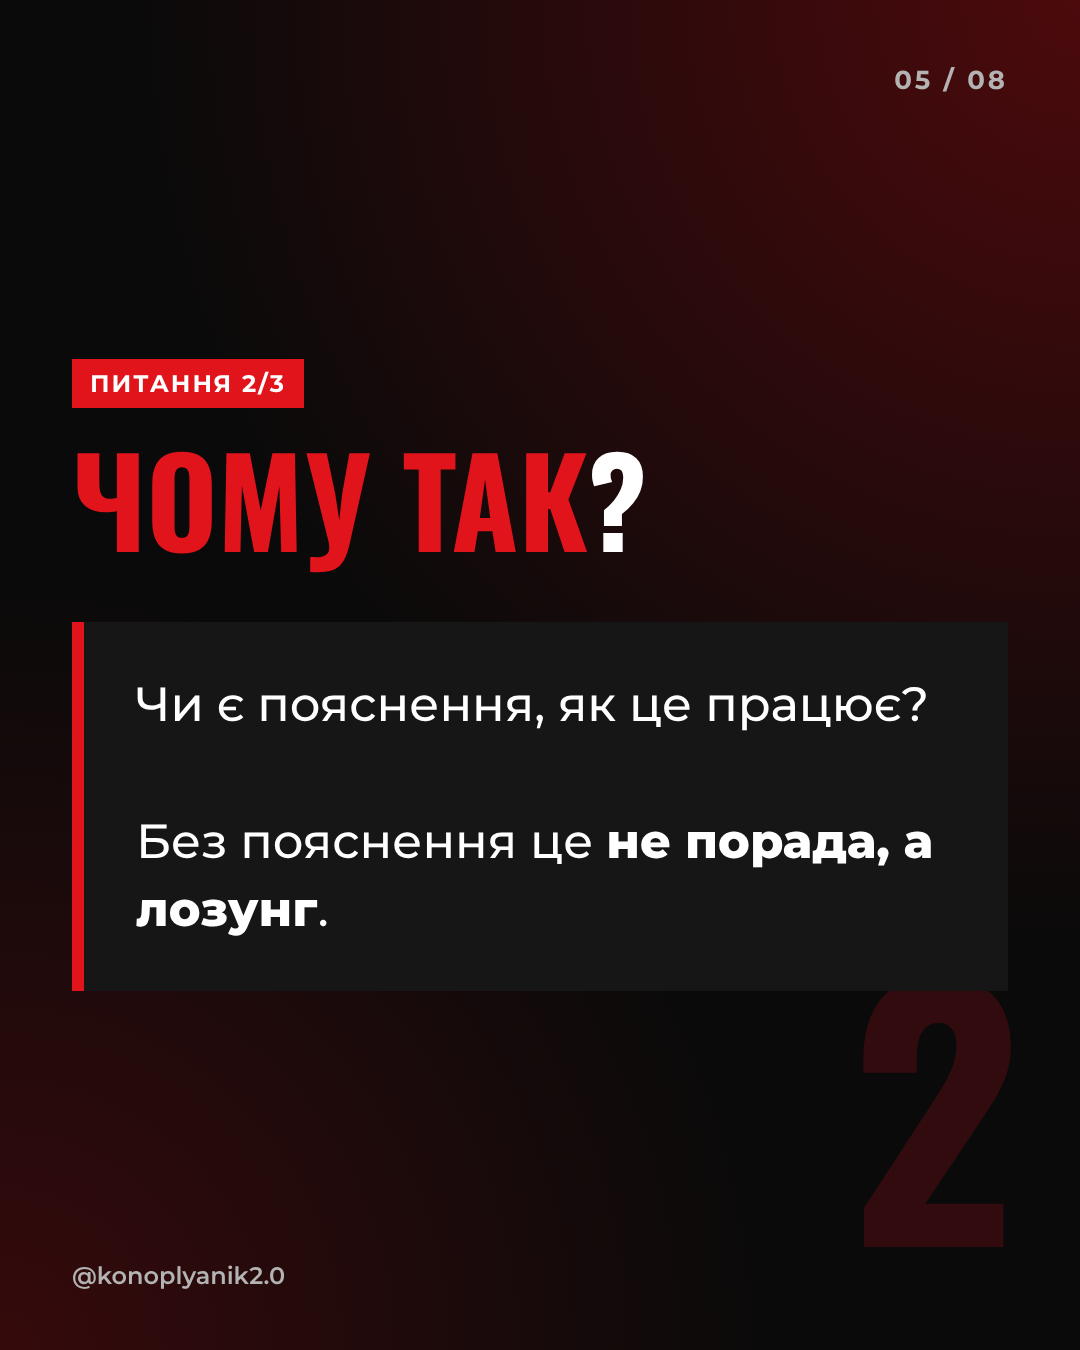 05 / 08
ПИТАННЯ 2/3
ЧОМУ ТАК?
Чи є пояснення, як це працює?
Без пояснення це не порада, а
лозунг.
2
@konoplyanik2.0